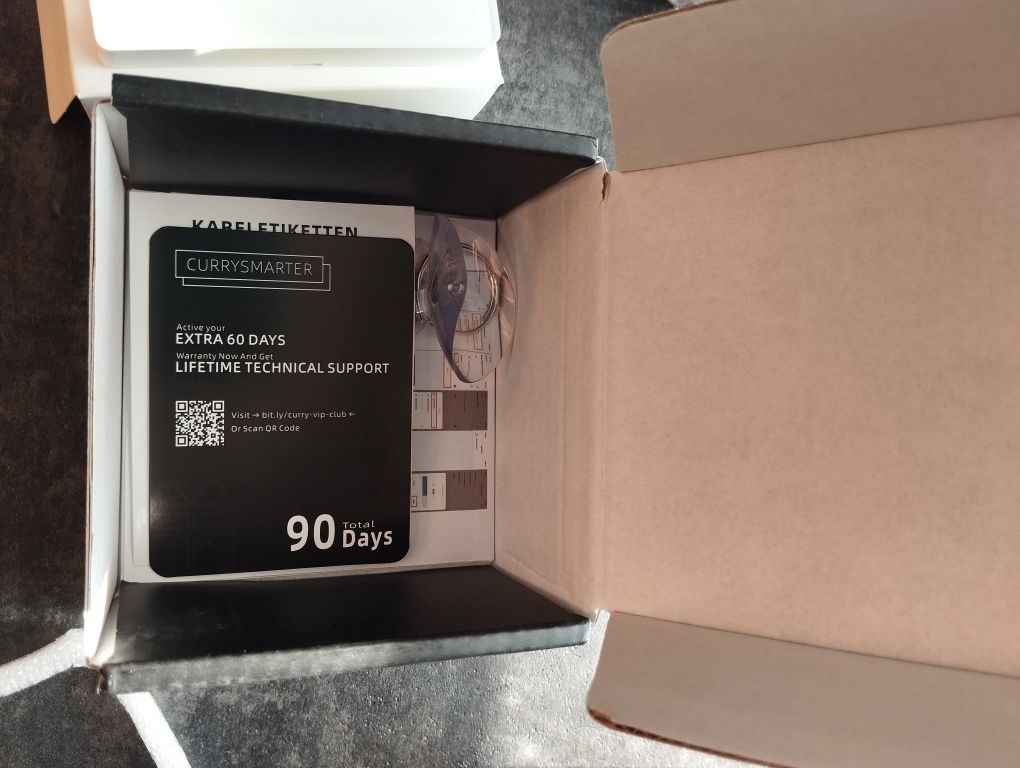 KABELETIKETTEN
CURRYSMARTER
Active your
EXTRA 60 DAYS
Warranty Now And Get
LIFETIME TECHNICAL SUPPORT
Visit → bit.ly/curry-vip-club ←
Or Scan QR Code
90 Total Days